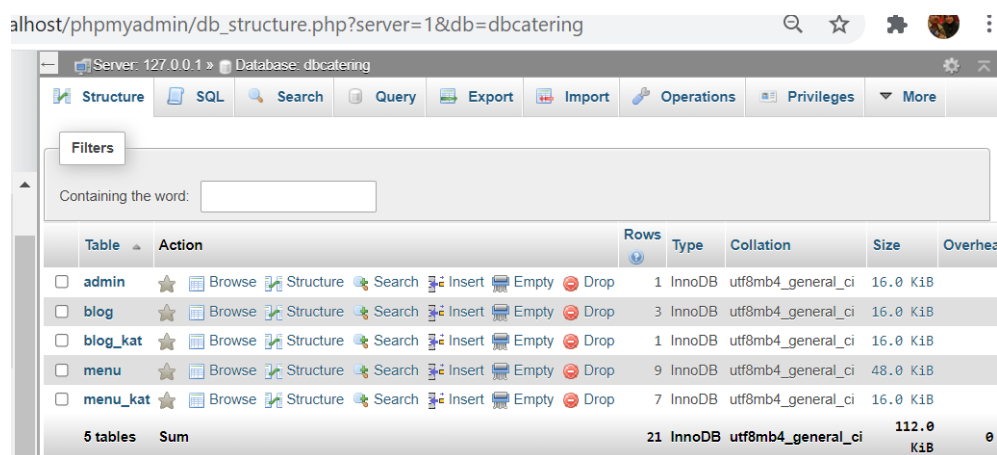 alhost/phpmyadmin/db_structure.php?server=1&db=dbcatering
Server: 127.0.0.1 » Database: dbcatering
Structure SQL Search Query Export Import Operations Privileges More
Filters
Containing the word:
Table Action Rows Type Collation Size Overhea
admin Browse Structure Search Insert Empty Drop 1 InnoDB utf8mb4_general_ci 16.0 KiB
blog Browse Structure Search Insert Empty Drop 3 InnoDB utf8mb4_general_ci 16.0 KiB
blog_kat Browse Structure Search Insert Empty Drop 1 InnoDB utf8mb4_general_ci 16.0 KiB
menu Browse Structure Search Insert Empty Drop 9 InnoDB utf8mb4_general_ci 48.0 KiB
menu_kat Browse Structure Search Insert Empty Drop 7 InnoDB utf8mb4_general_ci 16.0 KiB
5 tables Sum 21 InnoDB utf8mb4_general_ci 112.0 KiB 0